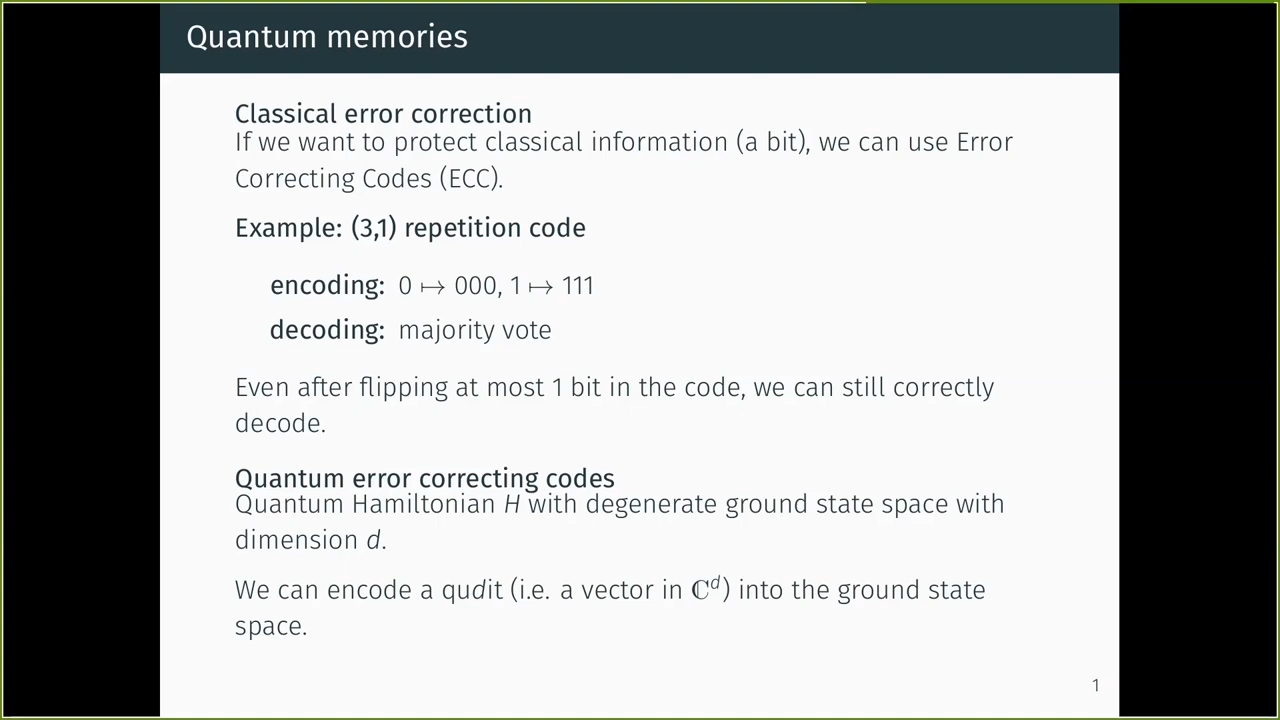 Quantum memories
Classical error correction
If we want to protect classical information (a bit), we can use Error
Correcting Codes (ECC).
Example: (3,1) repetition code
encoding: 0 ↦ 000, 1 ↦ 111
decoding: majority vote
Even after flipping at most 1 bit in the code, we can still correctly
decode.
Quantum error correcting codes
Quantum Hamiltonian H with degenerate ground state space with
dimension d.
We can encode a qudit (i.e. a vector in ℂᵈ) into the ground state
space.
1